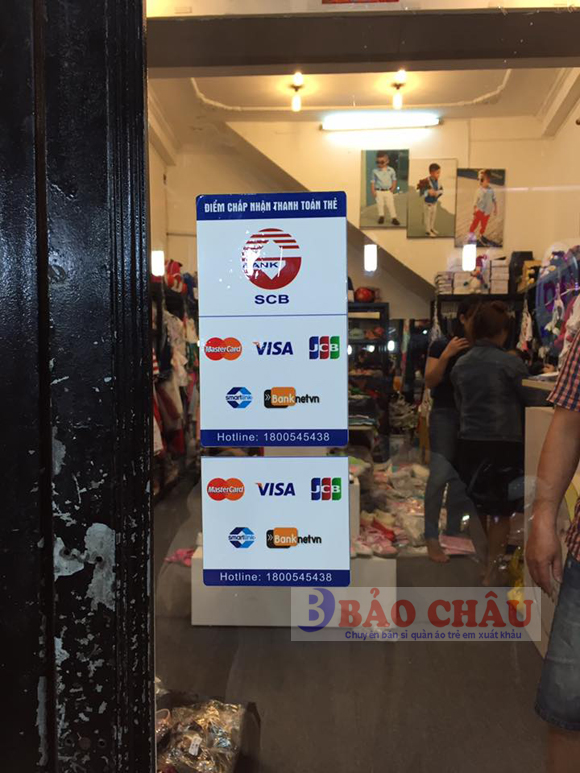 ĐIỂM CHẤP NHẬN THANH TOÁN THẺ
BANK
SCB
MasterCard VISA JCB
smartlink Banknetvn
Hotline: 1800545438
MasterCard VISA JCB
smartlink Banknetvn
Hotline: 1800545438
B BẢO CHÂU
Chuyên bán sỉ quần áo trẻ em xuất khẩu